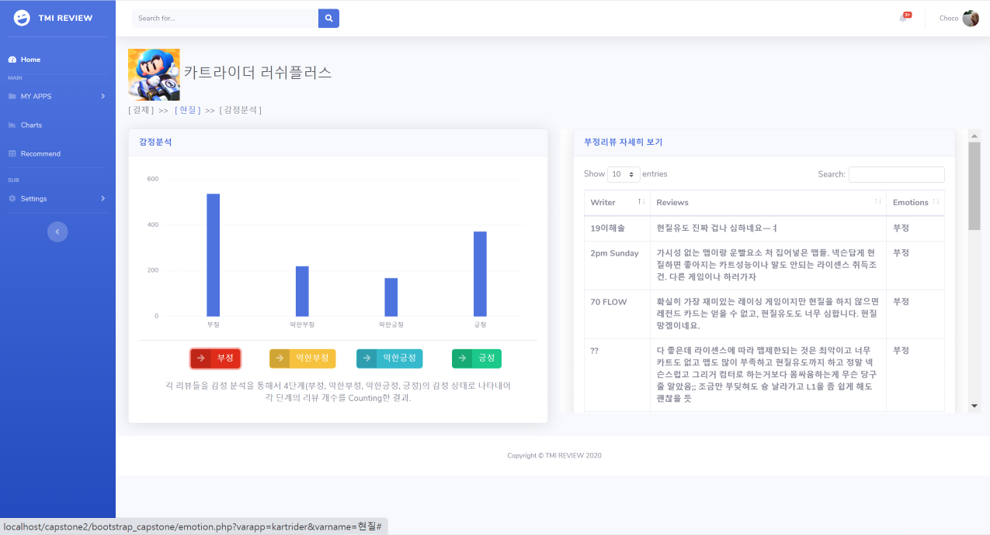 TMI REVIEW
Search for...
3+
Choco
Home
MAIN
MY APPS
Charts
Recommend
SUB
Settings
카트라이더 러쉬플러스
[ 결제 ] >> [ 현질 ] >> [ 감정분석 ]
감정분석
600
400
200
0
부정 약한부정 약한긍정 긍정
부정 약한부정 약한긍정 긍정
각 리뷰들을 감정 분석을 통해서 4단계(부정, 약한부정, 약한긍정, 긍정)의 감정 상태로 나타내어
각 단계의 리뷰 개수를 Counting한 결과.
부정리뷰 자세히 보기
Show 10 entries Search:
Writer Reviews Emotions
19이해솔 현질유도 진짜 겁나 심하네요ㅡㅕ 부정
2pm Sunday 가시성 없는 맵이랑 운빨요소 처 집어넣은 맵들. 넥슨답게 현 부정
질하면 좋아지는 카트성능이나 말도 안되는 라이센스 취득조
건. 다른 게임이나 하러가자
70 FLOW 확실히 가장 재미있는 레이싱 게임이지만 현질을 하지 않으면 부정
레전드 카드는 얻을 수 없고, 현질유도도 너무 심합니다. 현질
망겜이네요.
?? 다 좋은데 라이센스에 따라 맵제한되는 것은 최악이고 너무 부정
카트도 없고 맵도 많이 부족하고 현질유도까지 하고 정말 넥
슨스럽고 그리거 컴터로 하는거보다 몸싸움하는게 무슨 당구
줄 알았음;; 조금만 부딪혀도 슝 날라가고 L1을 좀 쉽게 해도
괜찮을 듯
Copyright © TMI REVIEW 2020
localhost/capstone2/bootstrap_capstone/emotion.php?varapp=kartrider&varname=현질#